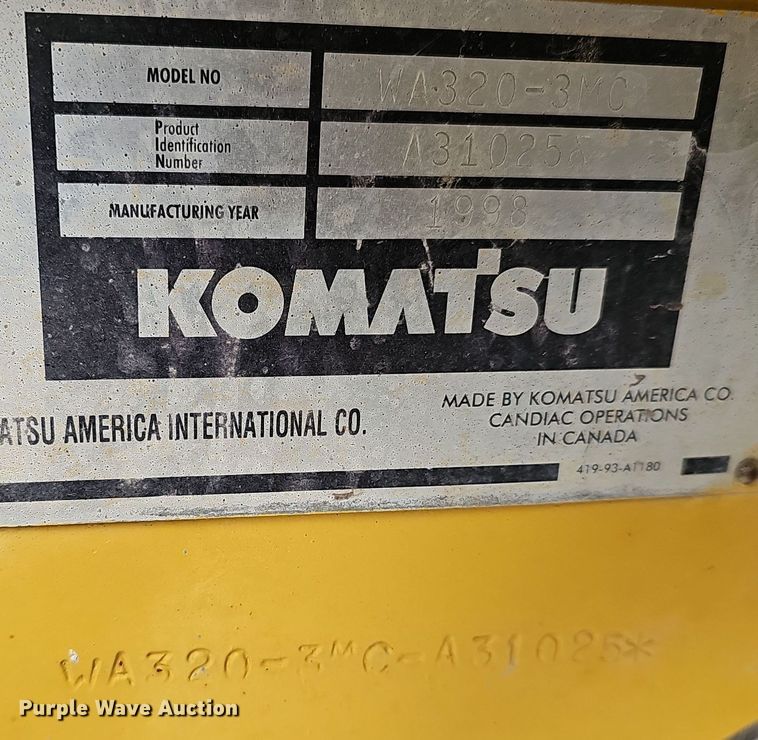 MODEL NO WA320-3MC
Product
Identification
Number
A31025*
MANUFACTURING YEAR 1998
KOMATSU
ATSU AMERICA INTERNATIONAL CO.
MADE BY KOMATSU AMERICA CO.
CANDIAC OPERATIONS
IN CANADA
419-93-A1180
WA320-3MC-A31025*
Purple Wave Auction